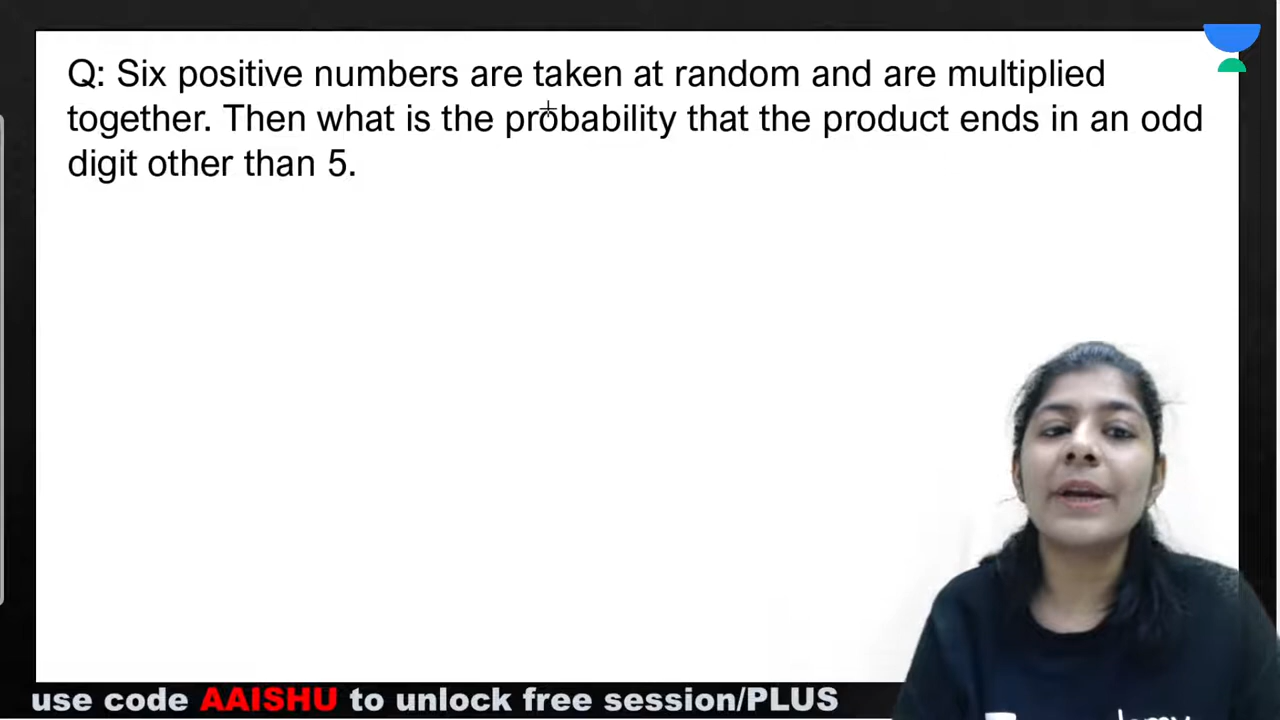 Q: Six positive numbers are taken at random and are multiplied
together. Then what is the probability that the product ends in an odd
digit other than 5.
use code AAISHU to unlock free session/PLUS